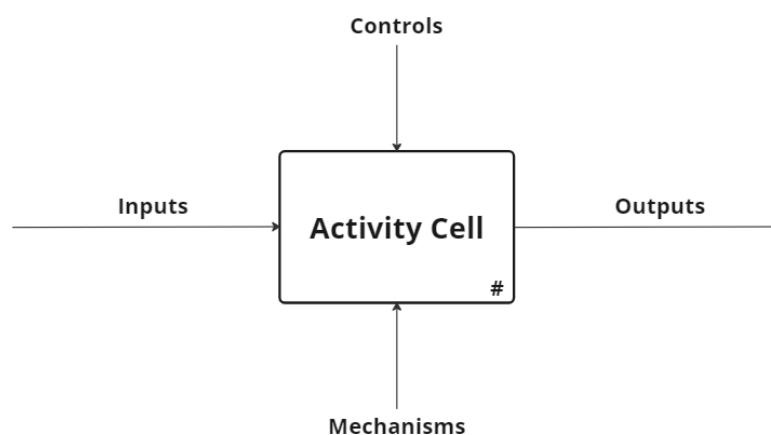 Controls
Inputs
Outputs
Activity Cell
#
Mechanisms